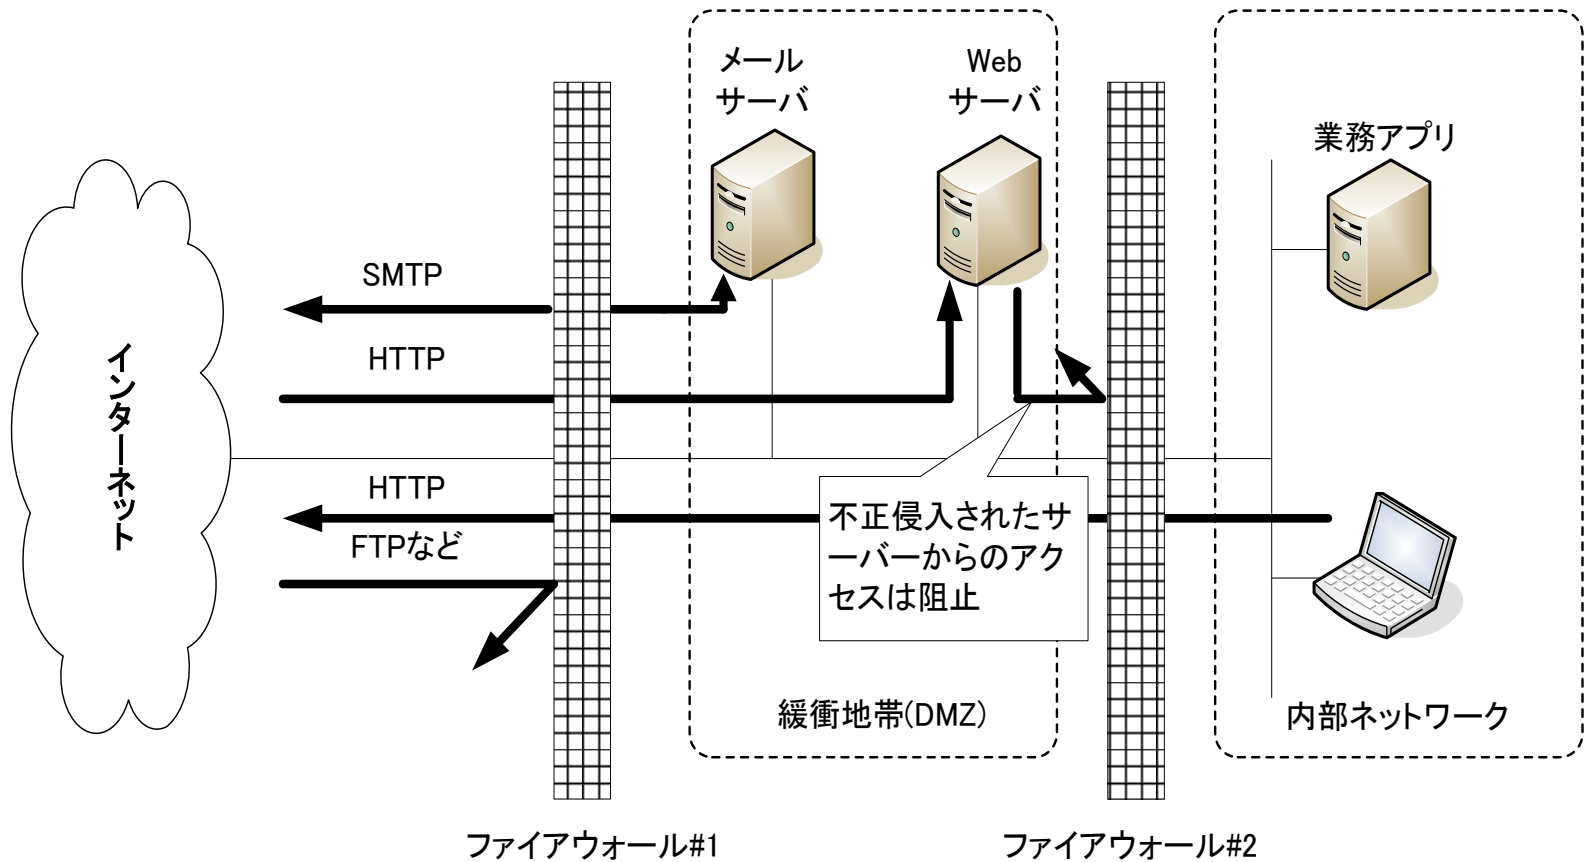 メール
サーバ
Web
サーバ
業務アプリ
SMTP
HTTP
インターネット
HTTP
FTPなど
不正侵入されたサ
ーバーからのアク
セスは阻止
緩衝地帯(DMZ)
内部ネットワーク
ファイアウォール#1
ファイアウォール#2